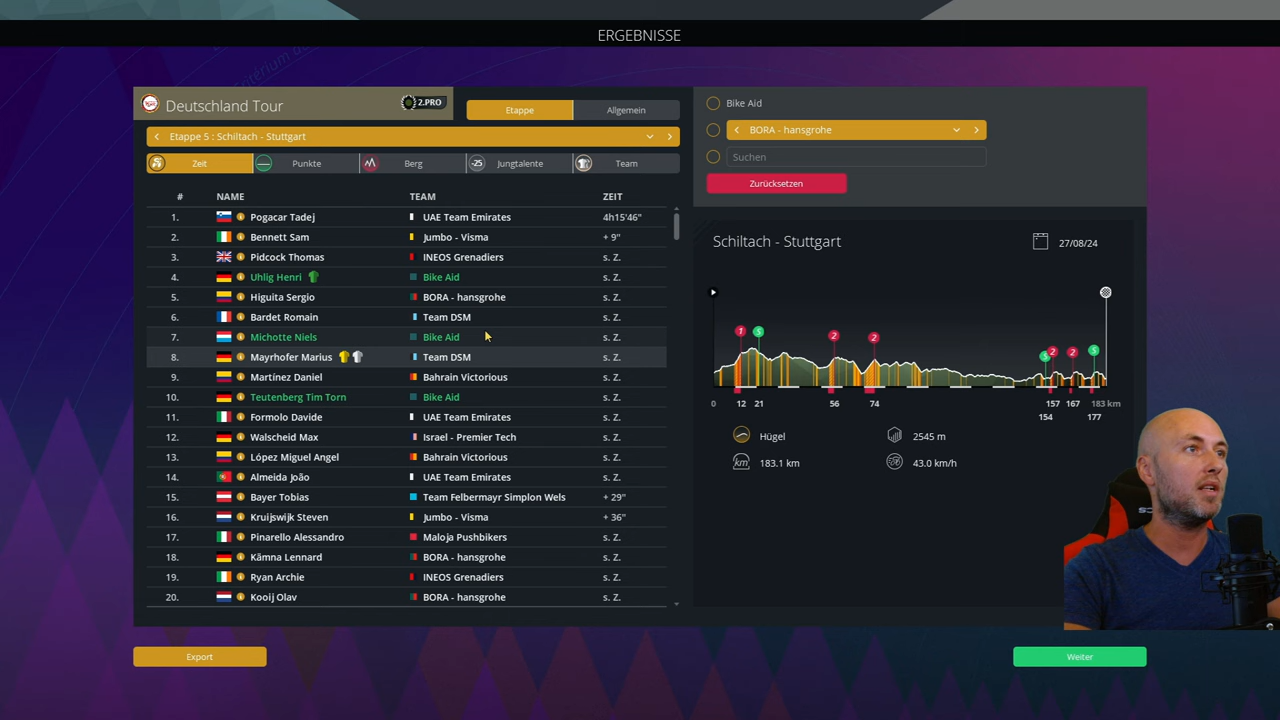 ERGEBNISSE
Deutschland Tour
2.PRO
Etappe
Allgemein
Etappe 5 : Schiltach - Stuttgart
Zeit
Punkte
Berg
-25
Jungtalente
Team
# NAME TEAM ZEIT
1. Pogacar Tadej UAE Team Emirates 4h15'46"
2. Bennett Sam Jumbo - Visma + 9"
3. Pidcock Thomas INEOS Grenadiers s. Z.
4. Uhlig Henri Bike Aid s. Z.
5. Higuita Sergio BORA - hansgrohe s. Z.
6. Bardet Romain Team DSM s. Z.
7. Michotte Niels Bike Aid s. Z.
8. Mayrhofer Marius Team DSM s. Z.
9. Martínez Daniel Bahrain Victorious s. Z.
10. Teutenberg Tim Torn Bike Aid s. Z.
11. Formolo Davide UAE Team Emirates s. Z.
12. Walscheid Max Israel - Premier Tech s. Z.
13. López Miguel Angel Bahrain Victorious s. Z.
14. Almeida João UAE Team Emirates s. Z.
15. Bayer Tobias Team Felbermayr Simplon Wels + 29"
16. Kruijswijk Steven Jumbo - Visma + 36"
17. Pinarello Alessandro Maloja Pushbikers s. Z.
18. Kämna Lennard BORA - hansgrohe s. Z.
19. Ryan Archie INEOS Grenadiers s. Z.
20. Kooij Olav BORA - hansgrohe s. Z.
Export
Bike Aid
BORA - hansgrohe
Suchen
Zurücksetzen
Schiltach - Stuttgart
27/08/24
1 S 2 2 S 2 2 S
0 12 21 56 74 157 167 183 km
154 177
Hügel
2545 m
km 183.1 km
43.0 km/h
Weiter